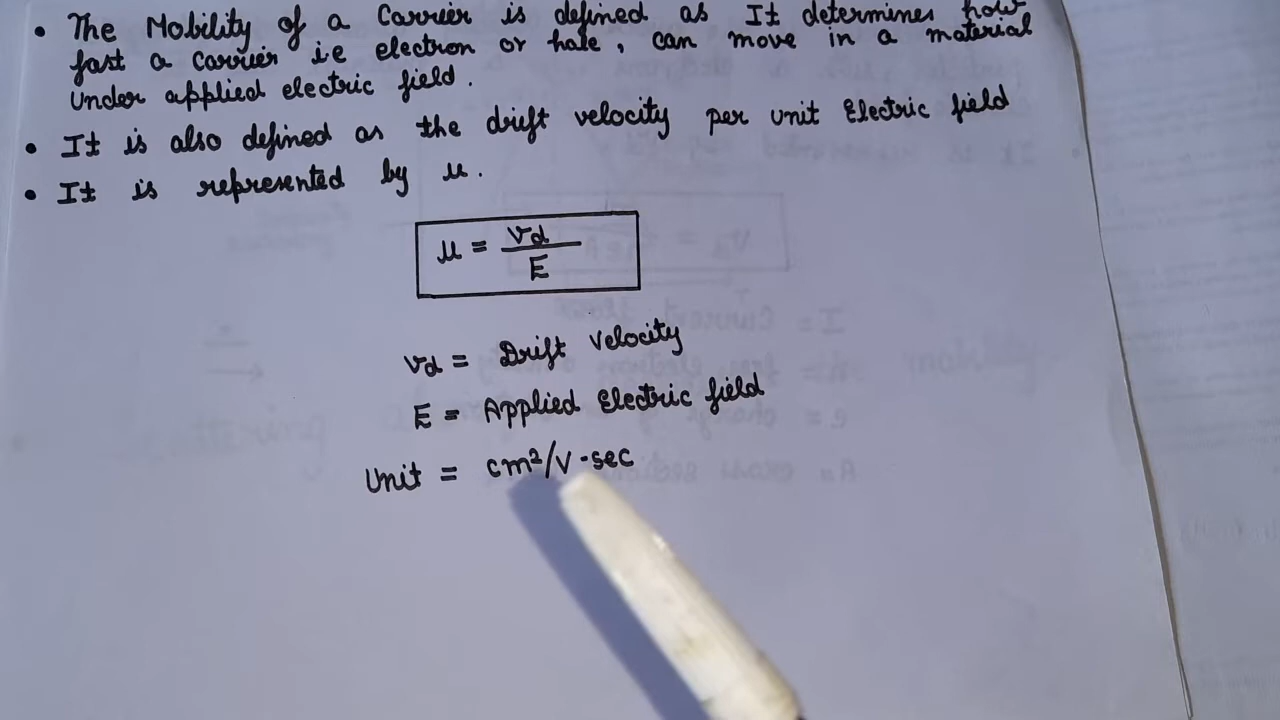 • The Mobility of a Carrier is defined as It determines how
fast a carrier i.e electron or hole, can move in a material
under applied electric field.
• It is also defined as the drift velocity per unit Electric field
• It is represented by μ.
μ = Vd / E
Vd = Drift Velocity
E = Applied Electric field
Unit = cm²/V·sec